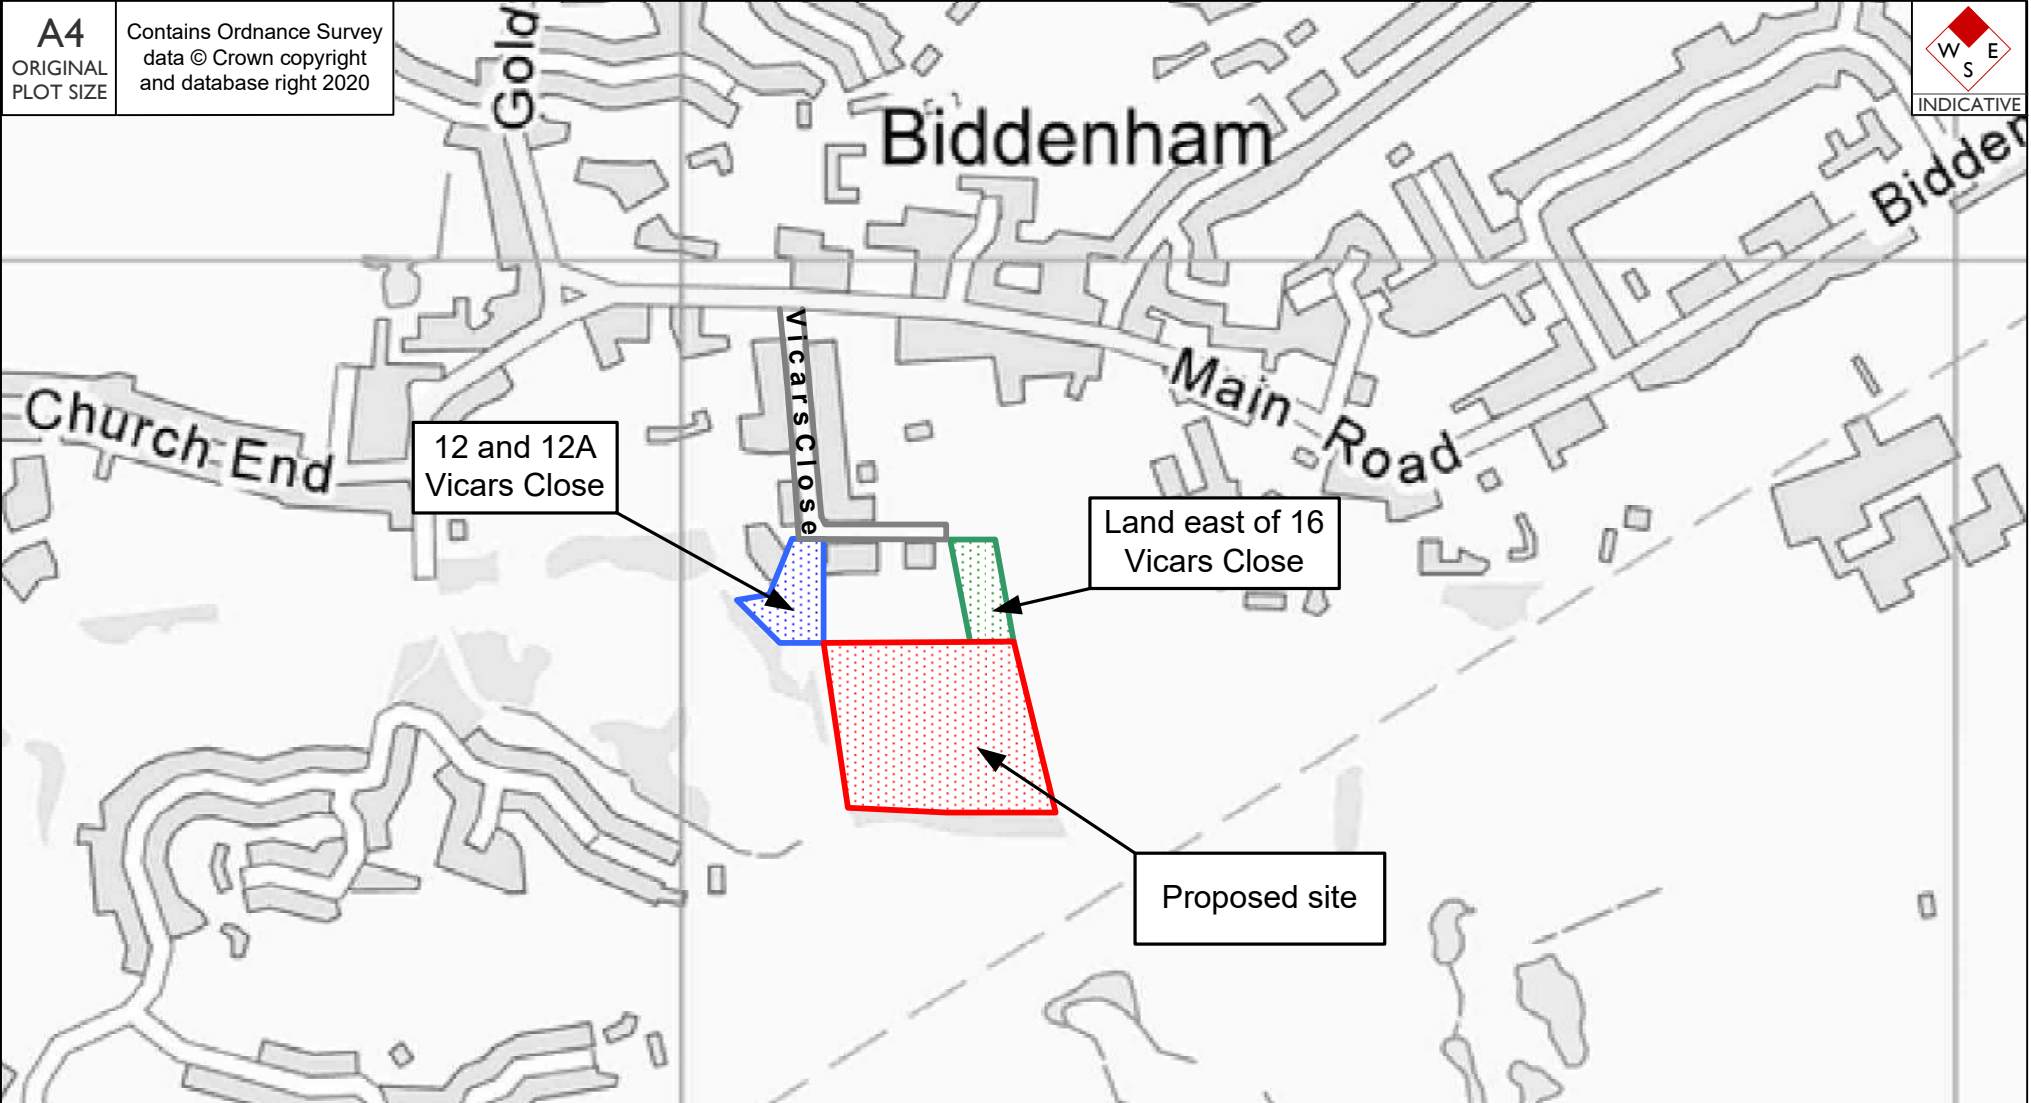 A4
ORIGINAL
PLOT SIZE
Contains Ordnance Survey
data © Crown copyright
and database right 2020
Gold
Biddenham
W E
S
INDICATIVE
Bidden
Vicars Close
Main Road
Church End
12 and 12A
Vicars Close
Land east of 16
Vicars Close
Proposed site